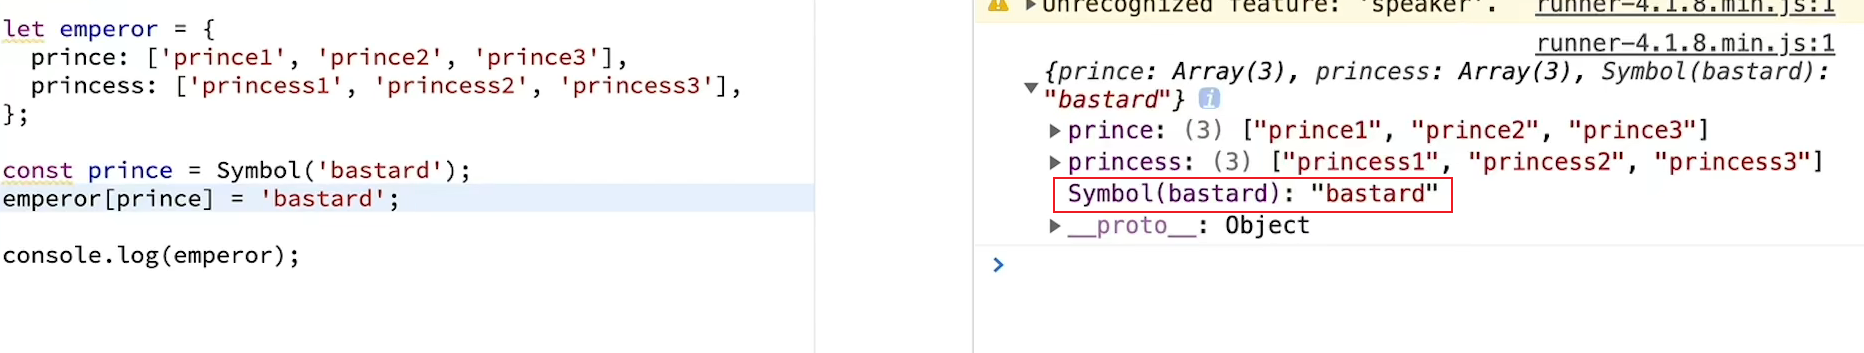 let emperor = {
  prince: ['prince1', 'prince2', 'prince3'],
  princess: ['princess1', 'princess2', 'princess3'],
};
const prince = Symbol('bastard');
emperor[prince] = 'bastard';
console.log(emperor);
Unrecognized feature: 'speaker'. runner-4.1.8.min.js:1
runner-4.1.8.min.js:1
{prince: Array(3), princess: Array(3), Symbol(bastard):
"bastard"} i
prince: (3) ["prince1", "prince2", "prince3"]
princess: (3) ["princess1", "princess2", "princess3"]
Symbol(bastard): "bastard"
__proto__: Object